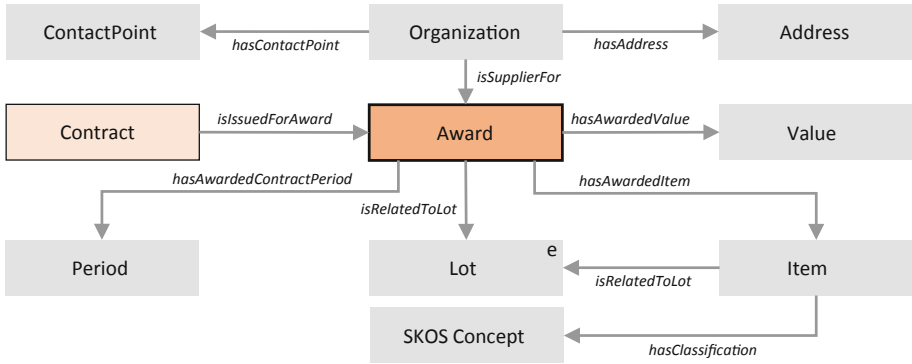 ContactPoint
hasContactPoint
Organization
hasAddress
Address
isSupplierFor
Contract
isIssuedForAward
Award
hasAwardedValue
Value
hasAwardedContractPeriod
isRelatedToLot
hasAwardedItem
Period
Lot
e
isRelatedToLot
Item
SKOS Concept
hasClassification